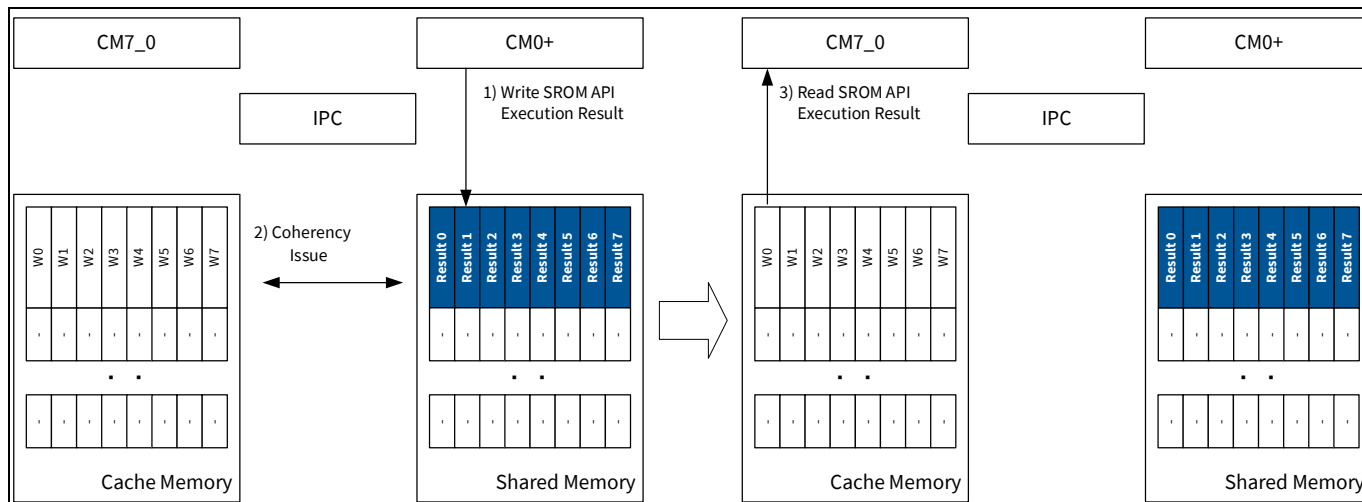 CM7_0
CM0+
CM7_0
CM0+
1) Write SROM API
Execution Result
3) Read SROM API
Execution Result
IPC
IPC
W0 W1 W2 W3 W4 W5 W6 W7
2) Coherency
Issue
Result 0 Result 1 Result 2 Result 3 Result 4 Result 5 Result 6 Result 7
W0 W1 W2 W3 W4 W5 W6 W7
Result 0 Result 1 Result 2 Result 3 Result 4 Result 5 Result 6 Result 7
- - - - - - - -
- - - - - - - -
- - - - - - - -
- - - - - - - -
. .
. .
. .
. .
- - - - - - - -
- - - - - - - -
- - - - - - - -
- - - - - - - -
Cache Memory
Shared Memory
Cache Memory
Shared Memory